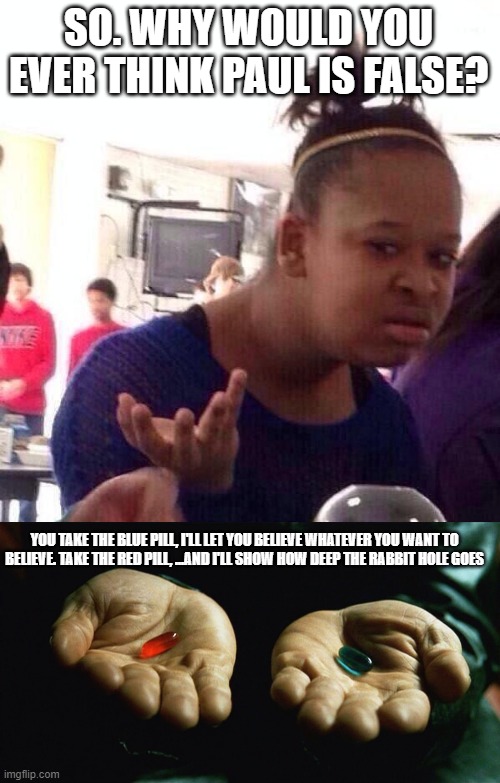 SO. WHY WOULD YOU
EVER THINK PAUL IS FALSE?
NIKE
YOU TAKE THE BLUE PILL, I'LL LET YOU BELIEVE WHATEVER YOU WANT TO
BELIEVE. TAKE THE RED PILL, ...AND I'LL SHOW HOW DEEP THE RABBIT HOLE GOES
imgflip.com